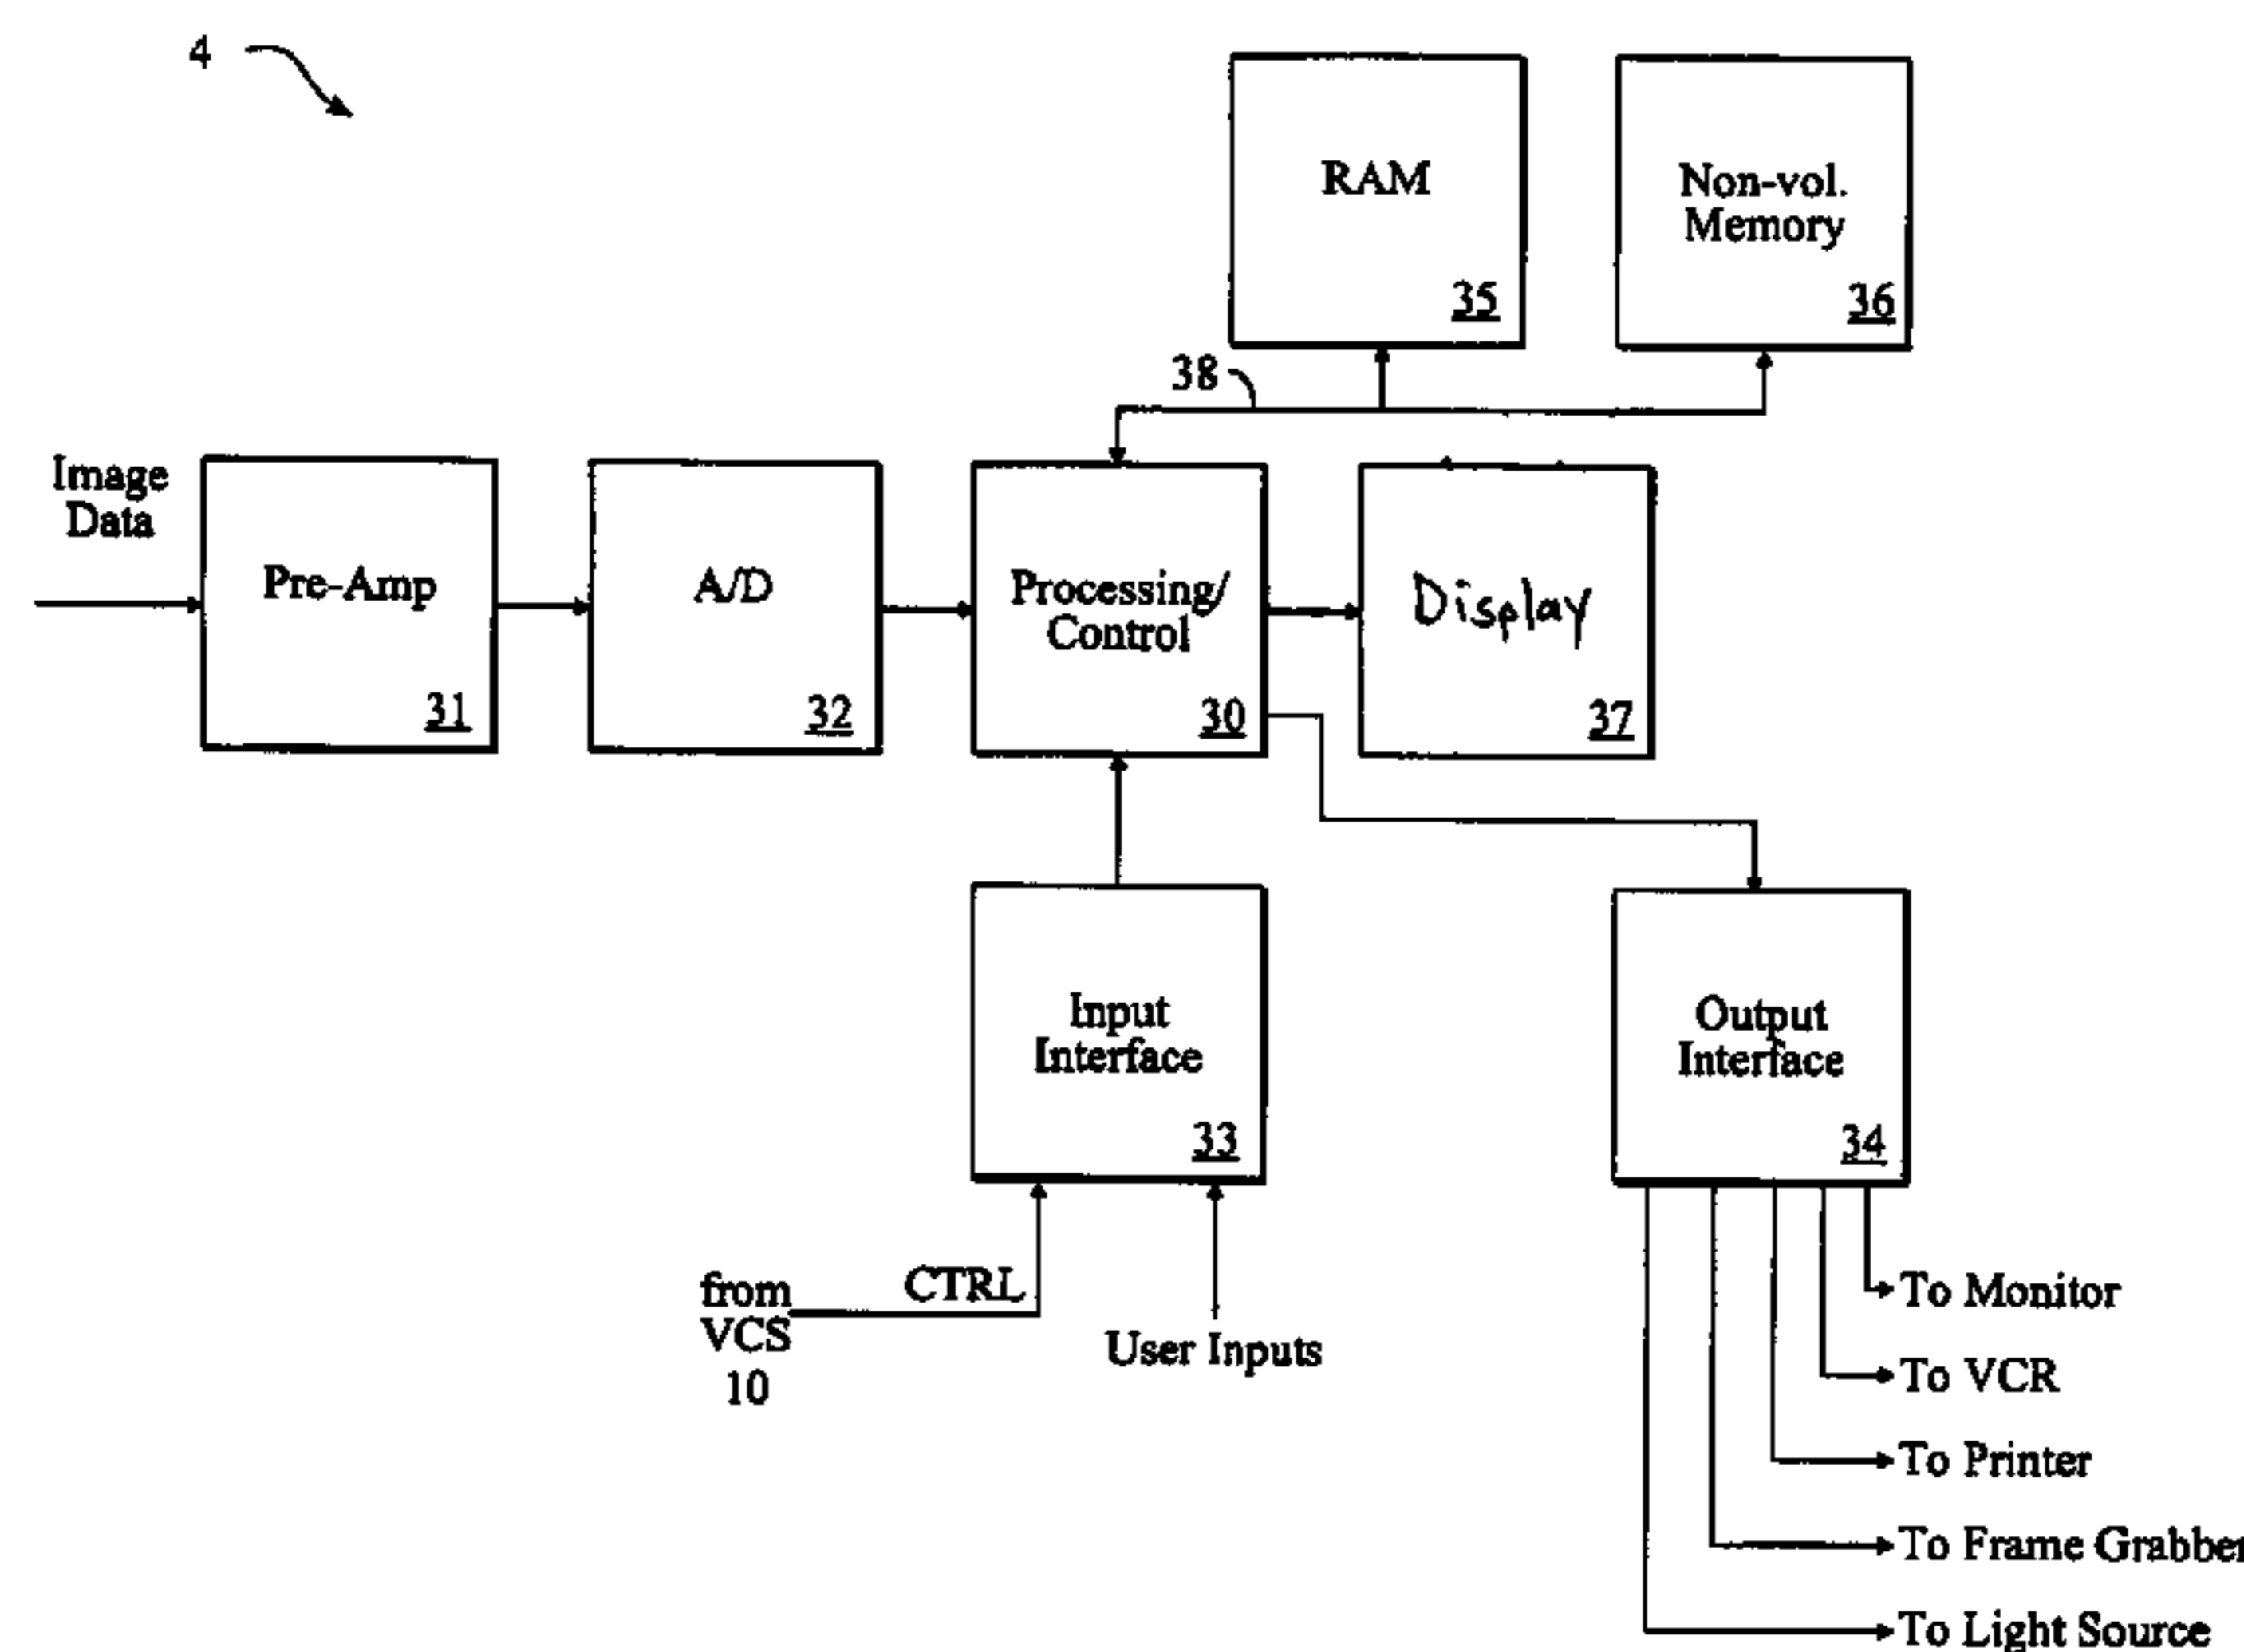 4
RAM
35
Non-vol.
Memory
36
38
Image
Data
Pre-Amp
31
A/D
32
Processing/
Control
30
Display
37
Input
Interface
33
Output
Interface
34
from
VCS
10
CTRL
User Inputs
To Monitor
To VCR
To Printer
To Frame Grabber
To Light Source